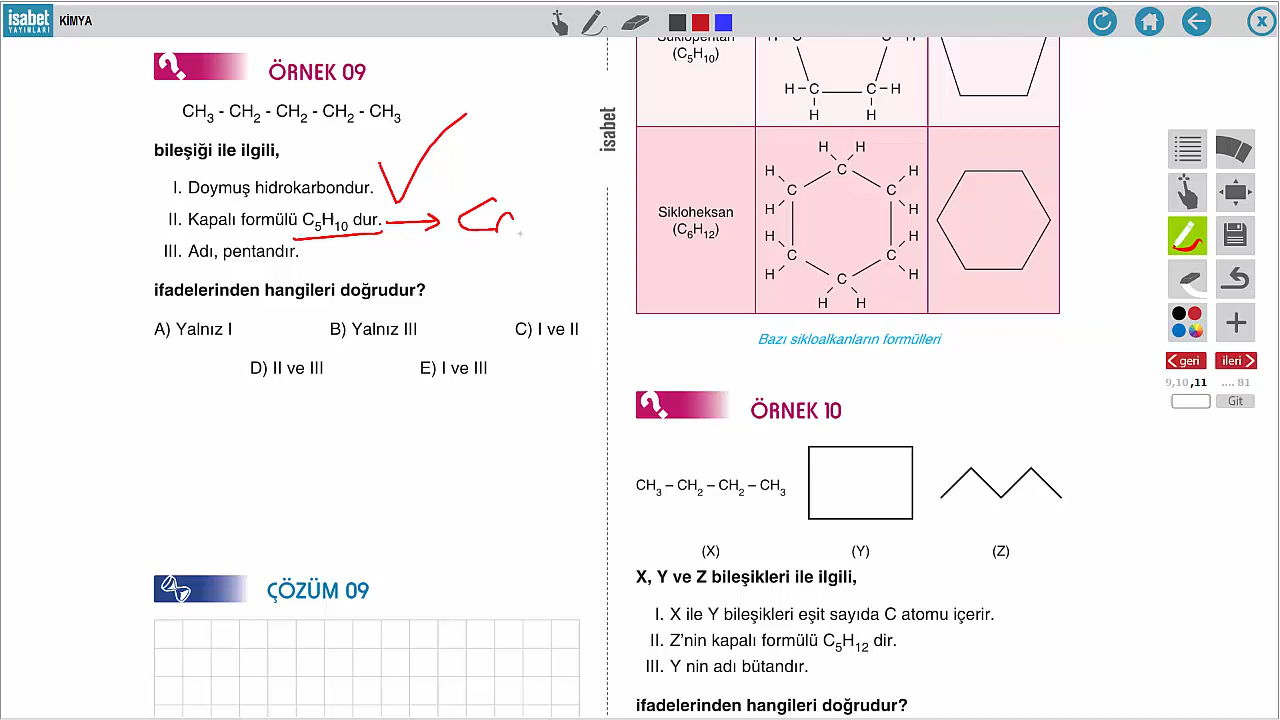 isabet
YAYINLARI
KİMYA
ÖRNEK 09
CH3 - CH2 - CH2 - CH2 - CH3
bileşiği ile ilgili,
I. Doymuş hidrokarbondur.
II. Kapalı formülü C5H10 dur.
III. Adı, pentandır.
ifadelerinden hangileri doğrudur?
A) Yalnız I B) Yalnız III C) I ve II
D) II ve III E) I ve III
ÇÖZÜM 09
isabet
Siklopentan
(C5H10)
H – C C – H
H H
Sikloheksan
(C6H12)
H H
C
H H
C C
H H
H H
C C
H H
C
H H
Bazı sikloalkanların formülleri
ÖRNEK 10
CH3 – CH2 – CH2 – CH3
(X) (Y) (Z)
X, Y ve Z bileşikleri ile ilgili,
I. X ile Y bileşikleri eşit sayıda C atomu içerir.
II. Z'nin kapalı formülü C5H12 dir.
III. Y nin adı bütandır.
ifadelerinden hangileri doğrudur?
geri ileri
9,10,11 .... 81
Git